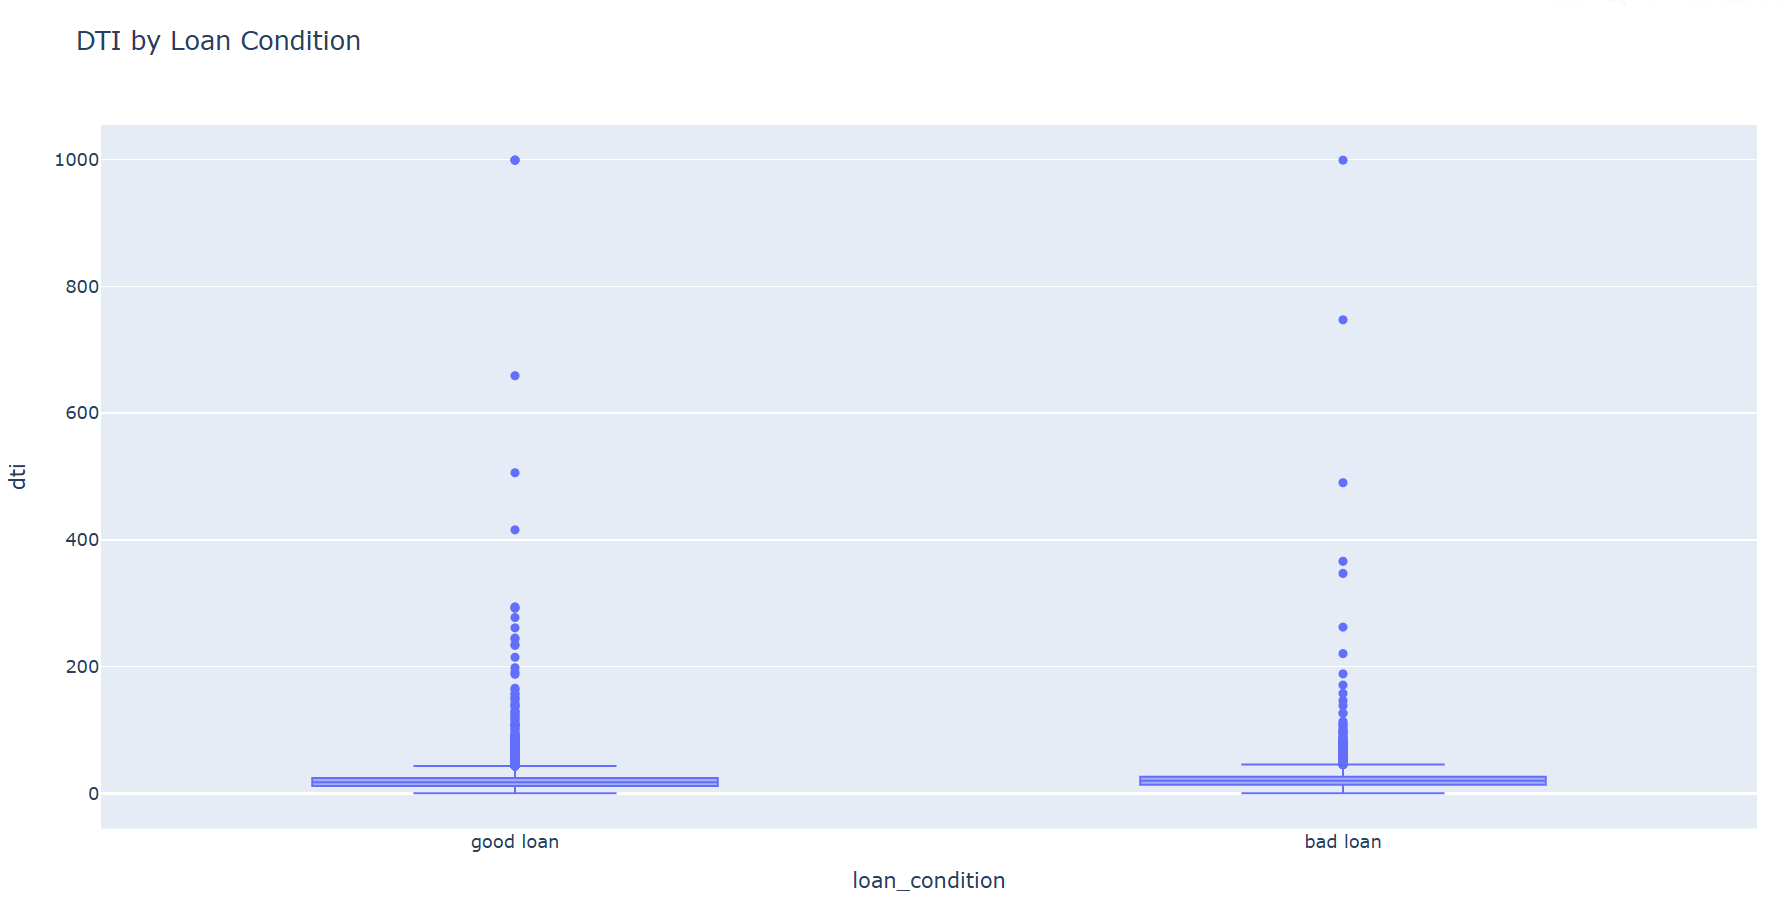 DTI by Loan Condition
1000
800
600
400
200
0
dti
good loan
bad loan
loan_condition